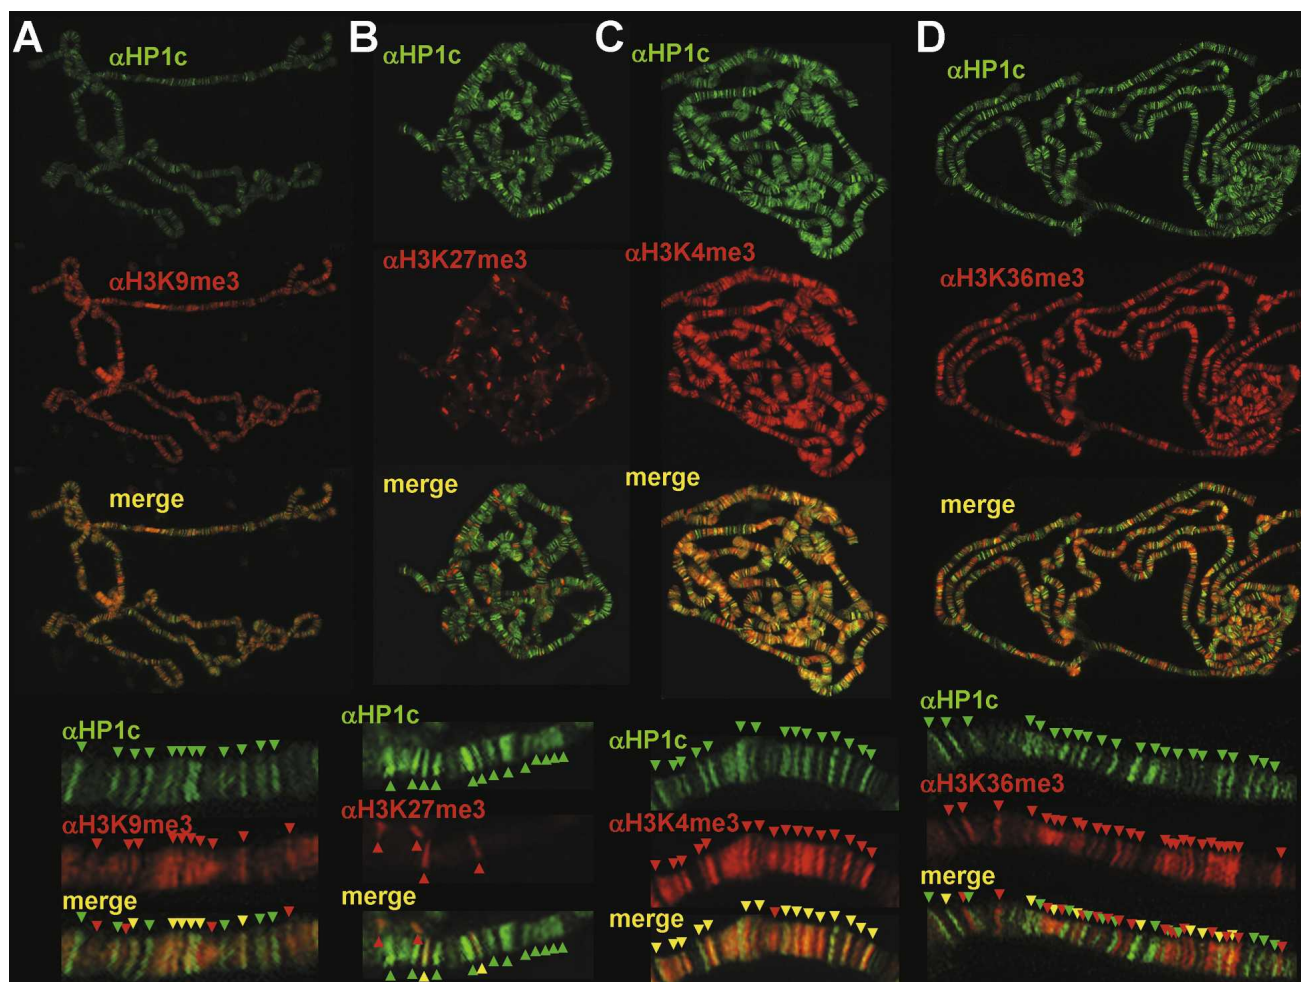 A
B
C
D
αHP1c
αHP1c
αHP1c
αHP1c
αH3K9me3
αH3K27me3
αH3K4me3
αH3K36me3
merge
merge
merge
merge
αHP1c
αHP1c
αHP1c
αHP1c
αH3K9me3
αH3K27me3
αH3K4me3
αH3K36me3
merge
merge
merge
merge